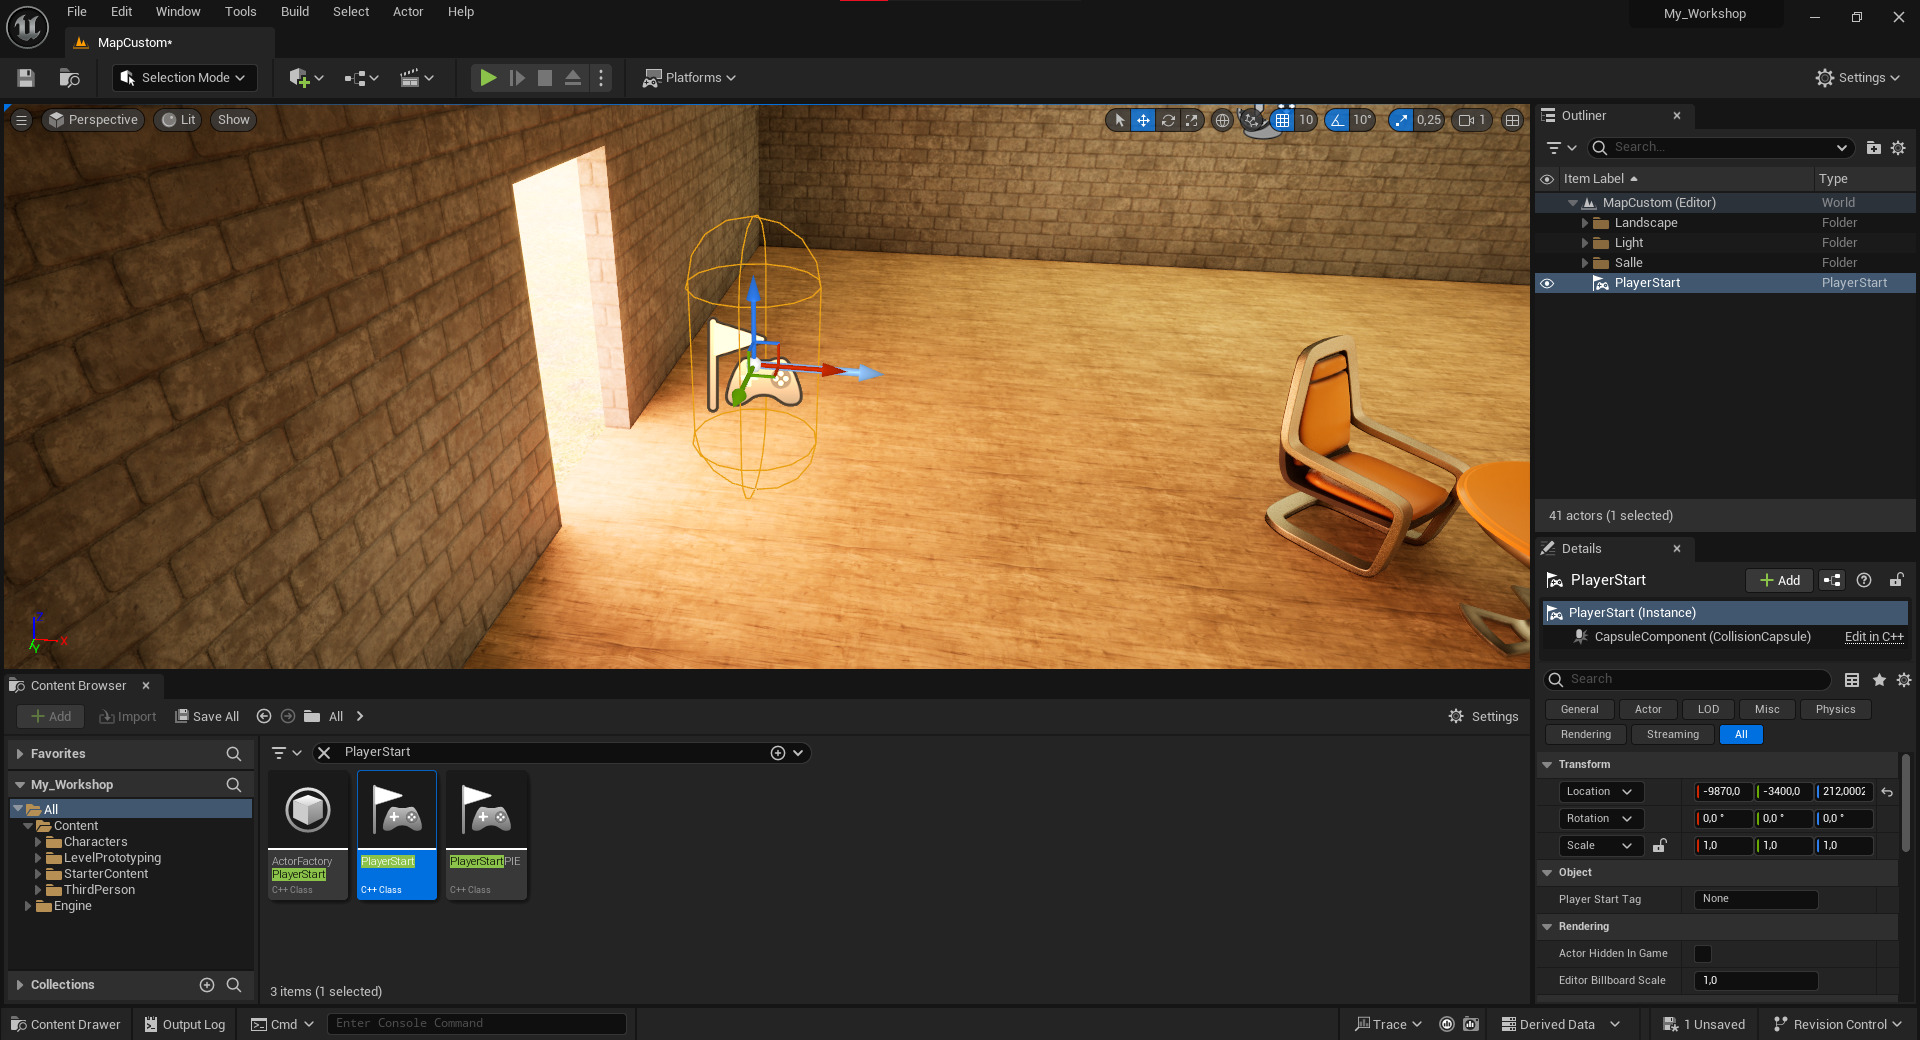 File Edit Window Tools Build Select Actor Help
My_Workshop
MapCustom*
Selection Mode
Platforms
Settings
Perspective Lit Show
10 10° 0,25 1
Z
X
Y
Outliner
Search...
Item Label Type
MapCustom (Editor) World
Landscape Folder
Light Folder
Salle Folder
PlayerStart PlayerStart
41 actors (1 selected)
Details
PlayerStart
Add
PlayerStart (Instance)
CapsuleComponent (CollisionCapsule) Edit in C++
Search
General Actor LOD Misc Physics
Rendering Streaming All
Transform
Location -9870,0 -3400,0 212,0002
Rotation 0,0 ° 0,0 ° 0,0 °
Scale 1,0 1,0 1,0
Object
Player Start Tag None
Rendering
Actor Hidden In Game
Editor Billboard Scale 1,0
Content Browser
Add Import Save All All
Settings
Favorites
My_Workshop
All
Content
Characters
LevelPrototyping
StarterContent
ThirdPerson
Engine
Collections
PlayerStart
ActorFactory
PlayerStart
C++ Class
PlayerStart
C++ Class
PlayerStartPIE
C++ Class
3 items (1 selected)
Content Drawer Output Log Cmd Enter Console Command
Trace Derived Data 1 Unsaved Revision Control